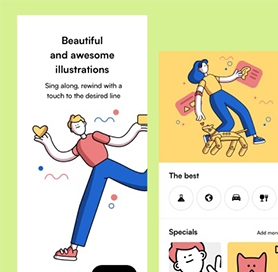 Beautiful
and awesome
illustrations
Sing along, rewind with a
touch to the desired line
The best
Specials
Add more